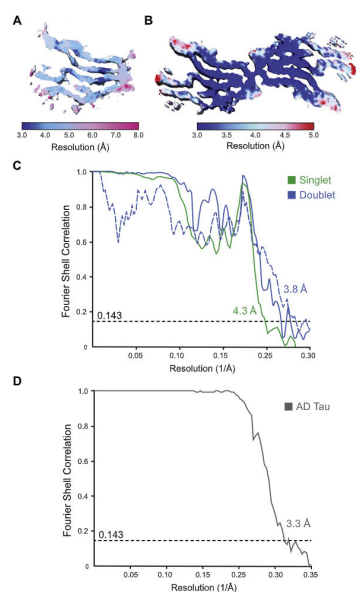 A
B
3.0 4.0 5.0 6.0 7.0 8.0
Resolution (Å)
3.0 3.5 4.0 4.5 5.0
Resolution (Å)
C
Singlet
Doublet
Fourier Shell Correlation
1.0
0.8
0.6
0.4
0.2
0
0.143
4.3 Å
3.8 Å
0.05 0.10 0.15 0.20 0.25 0.30
Resolution (1/Å)
D
AD Tau
Fourier Shell Correlation
1.0
0.8
0.6
0.4
0.2
0
0.143
3.3 Å
0.05 0.10 0.15 0.20 0.25 0.30 0.35
Resolution (1/Å)